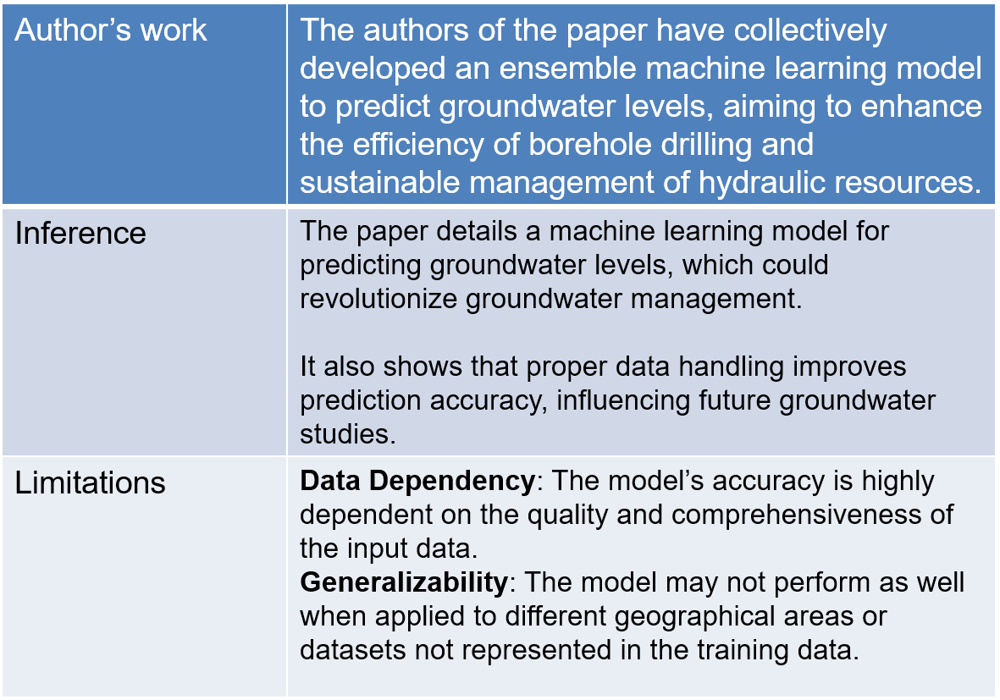 Author’s work
The authors of the paper have collectively
developed an ensemble machine learning model
to predict groundwater levels, aiming to enhance
the efficiency of borehole drilling and
sustainable management of hydraulic resources.
Inference
The paper details a machine learning model for
predicting groundwater levels, which could
revolutionize groundwater management.
It also shows that proper data handling improves
prediction accuracy, influencing future groundwater
studies.
Limitations
Data Dependency: The model’s accuracy is highly
dependent on the quality and comprehensiveness of
the input data.
Generalizability: The model may not perform as well
when applied to different geographical areas or
datasets not represented in the training data.